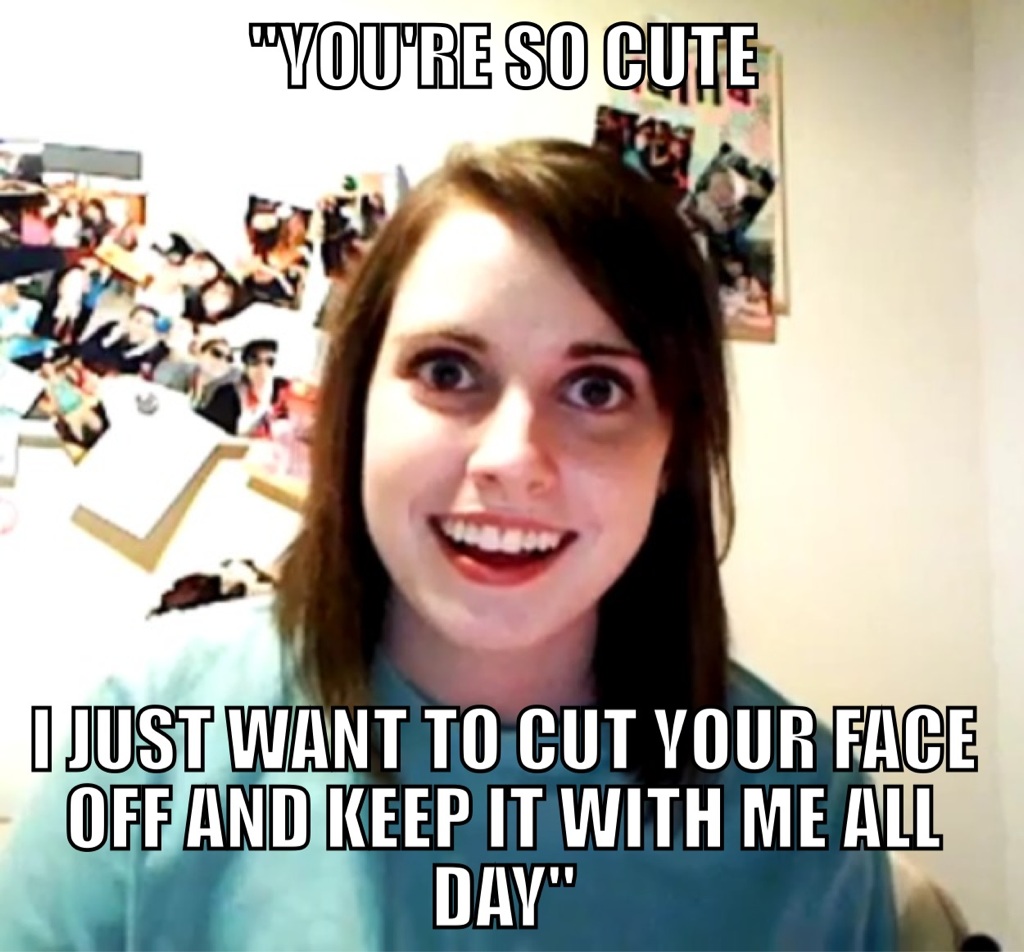 "YOU'RE SO CUTE
I JUST WANT TO CUT YOUR FACE
OFF AND KEEP IT WITH ME ALL
DAY"